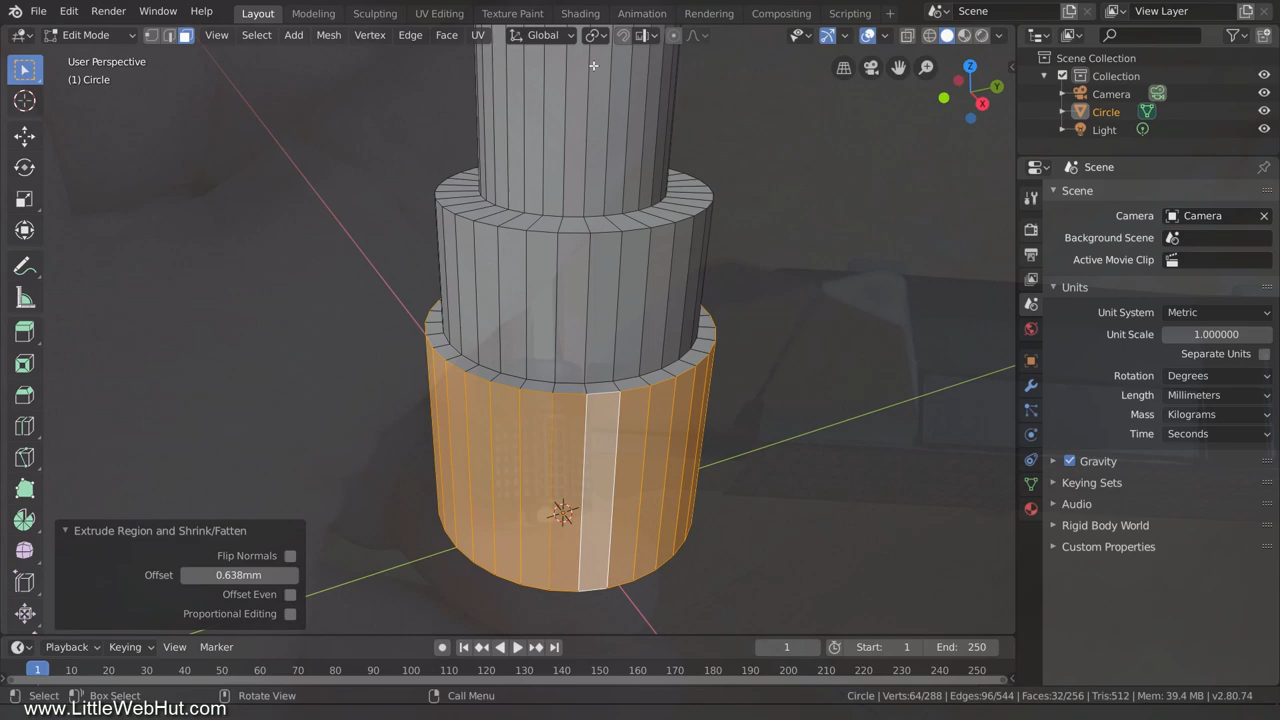 File Edit Render Window Help Layout Modeling Sculpting UV Editing Texture Paint Shading Animation Rendering Compositing Scripting + Scene View Layer
Edit Mode View Select Add Mesh Vertex Edge Face UV Global
User Perspective
(1) Circle
Z
Y
X
Scene Collection
Collection
Camera
Circle
Light
Scene
Scene
Camera Camera
Background Scene
Active Movie Clip
Units
Unit System Metric
Unit Scale 1.000000
Separate Units
Rotation Degrees
Length Millimeters
Mass Kilograms
Time Seconds
Gravity
Keying Sets
Audio
Rigid Body World
Custom Properties
Extrude Region and Shrink/Fatten
Flip Normals
Offset 0.638mm
Offset Even
Proportional Editing
Playback Keying View Marker 1 Start: 1 End: 250
1 10 20 30 40 50 60 70 80 90 100 110 120 130 140 150 160 170 180 190 200 210 220 230 240 250
Select Box Select Rotate View Call Menu Circle | Verts:64/288 | Edges:96/544 | Faces:32/256 | Tris:512 | Mem: 39.4 MB | v2.80.74
www.LittleWebHut.com